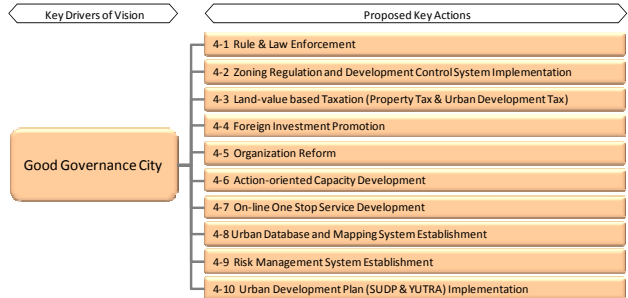 Key Drivers of Vision
Proposed Key Actions
Good Governance City
4-1 Rule & Law Enforcement
4-2 Zoning Regulation and Development Control System Implementation
4-3 Land-value based Taxation (Property Tax & Urban Development Tax)
4-4 Foreign Investment Promotion
4-5 Organization Reform
4-6 Action-oriented Capacity Development
4-7 On-line One Stop Service Development
4-8 Urban Database and Mapping System Establishment
4-9 Risk Management System Establishment
4-10 Urban Development Plan (SUDP & YUTRA) Implementation